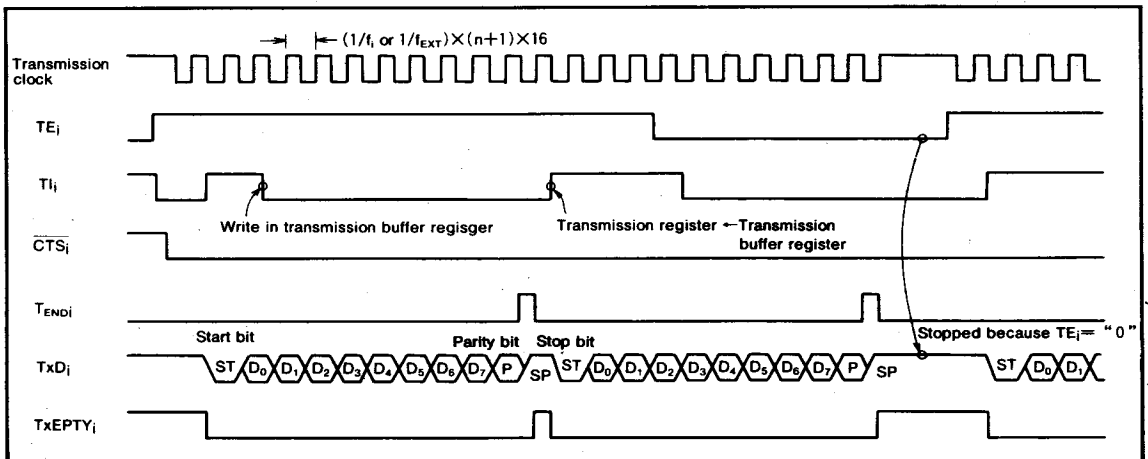 (1/fi or 1/fEXT)×(n+1)×16
Transmission
clock
TEi
TIi
Write in transmission buffer regisger
Transmission register ← Transmission
buffer register
CTSi
TENDi
Start bit
Parity bit
Stop bit
Stopped because TEi= "0"
TxDi
ST D0 D1 D2 D3 D4 D5 D6 D7 P SP ST D0 D1 D2 D3 D4 D5 D6 D7 P SP ST D0 D1
TxEPTYi